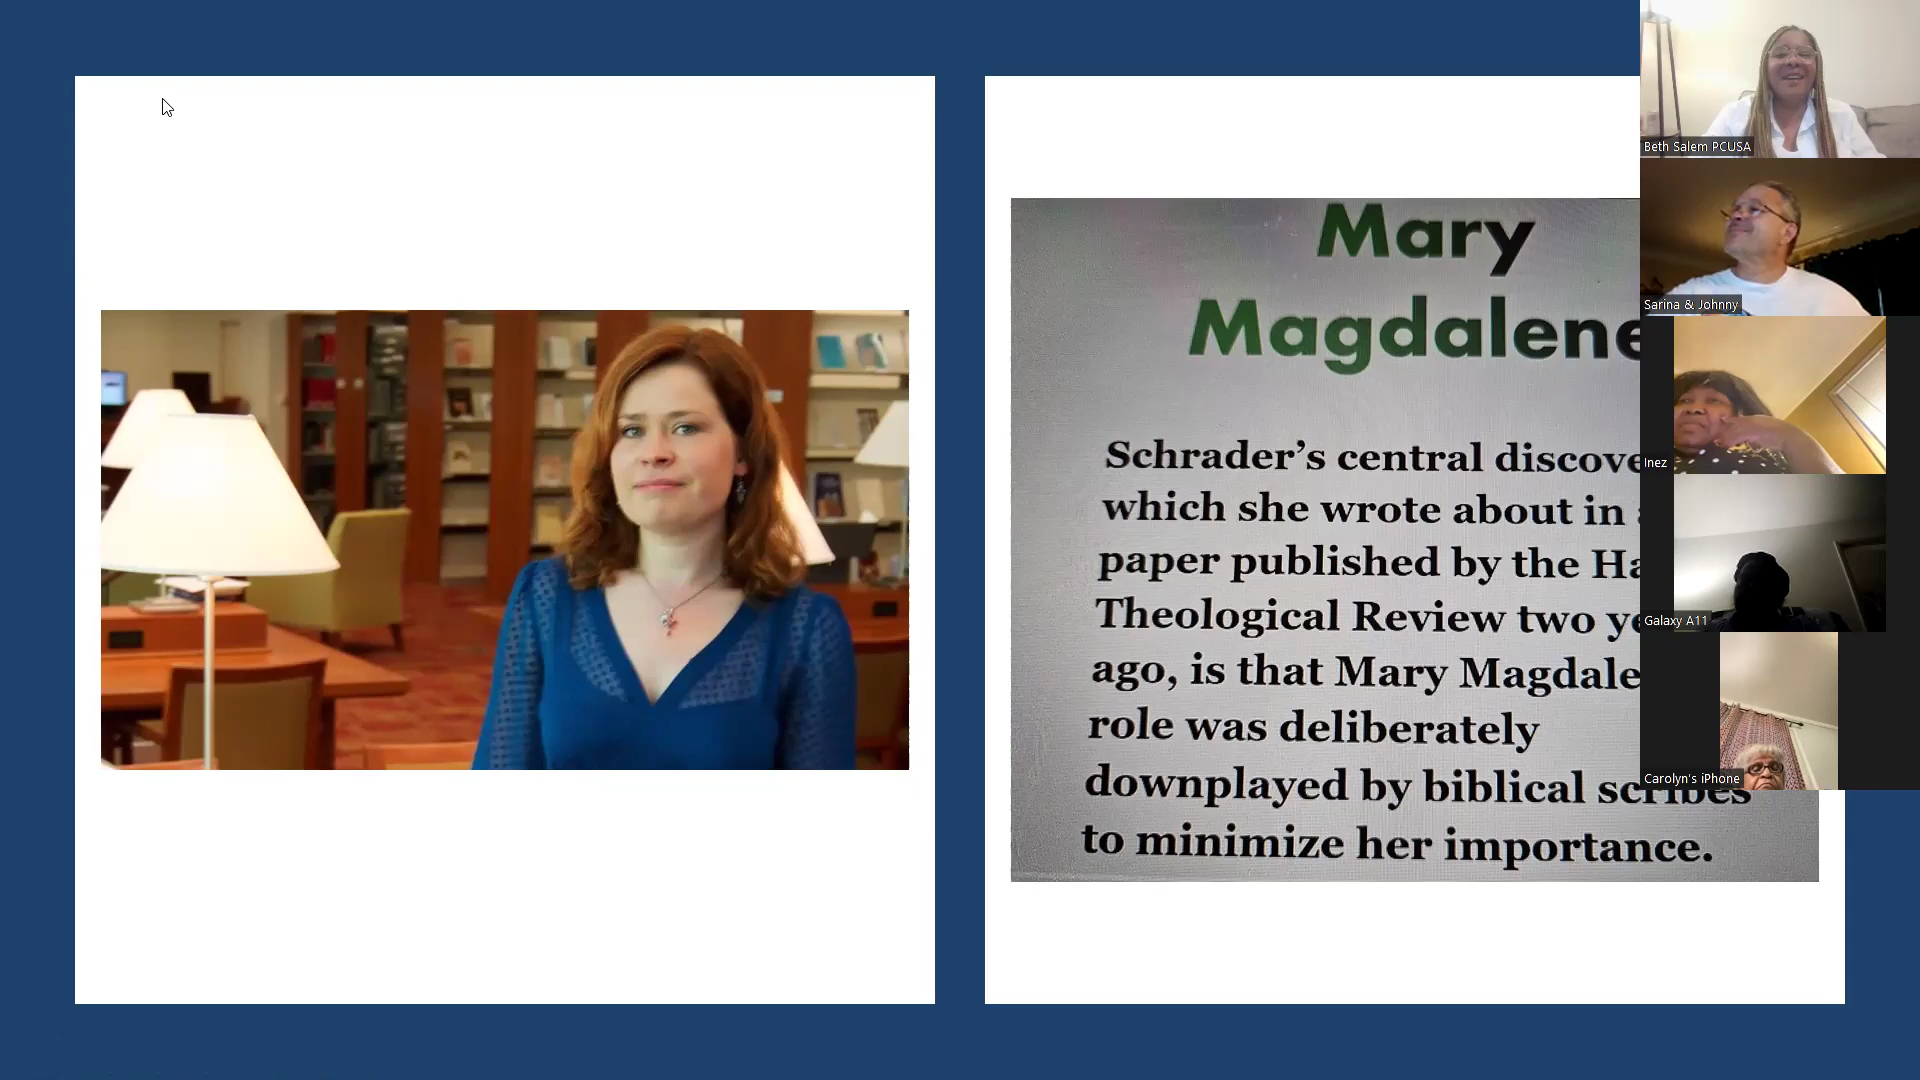 Mary
Magdalene
Schrader’s central discove
which she wrote about in
paper published by the Ha
Theological Review two ye
ago, is that Mary Magdale
role was deliberately
downplayed by biblical scribes
to minimize her importance.
Beth Salem PCUSA
Sarina & Johnny
Inez
Galaxy A11
Carolyn's iPhone